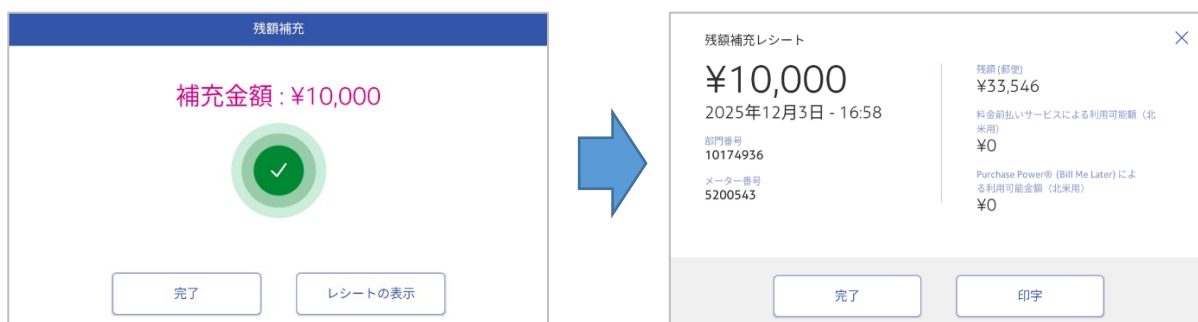 残額補充
補充金額 : ¥10,000
完了
レシートの表示
残額補充レシート
¥10,000
2025年12月3日 - 16:58
部門番号
10174936
メーター番号
5200543
残額 (郵便)
¥33,546
料金前払いサービスによる利用可能額（北
米用）
¥0
Purchase Power® (Bill Me Later) によ
る利用可能金額（北米用）
¥0
完了
印字